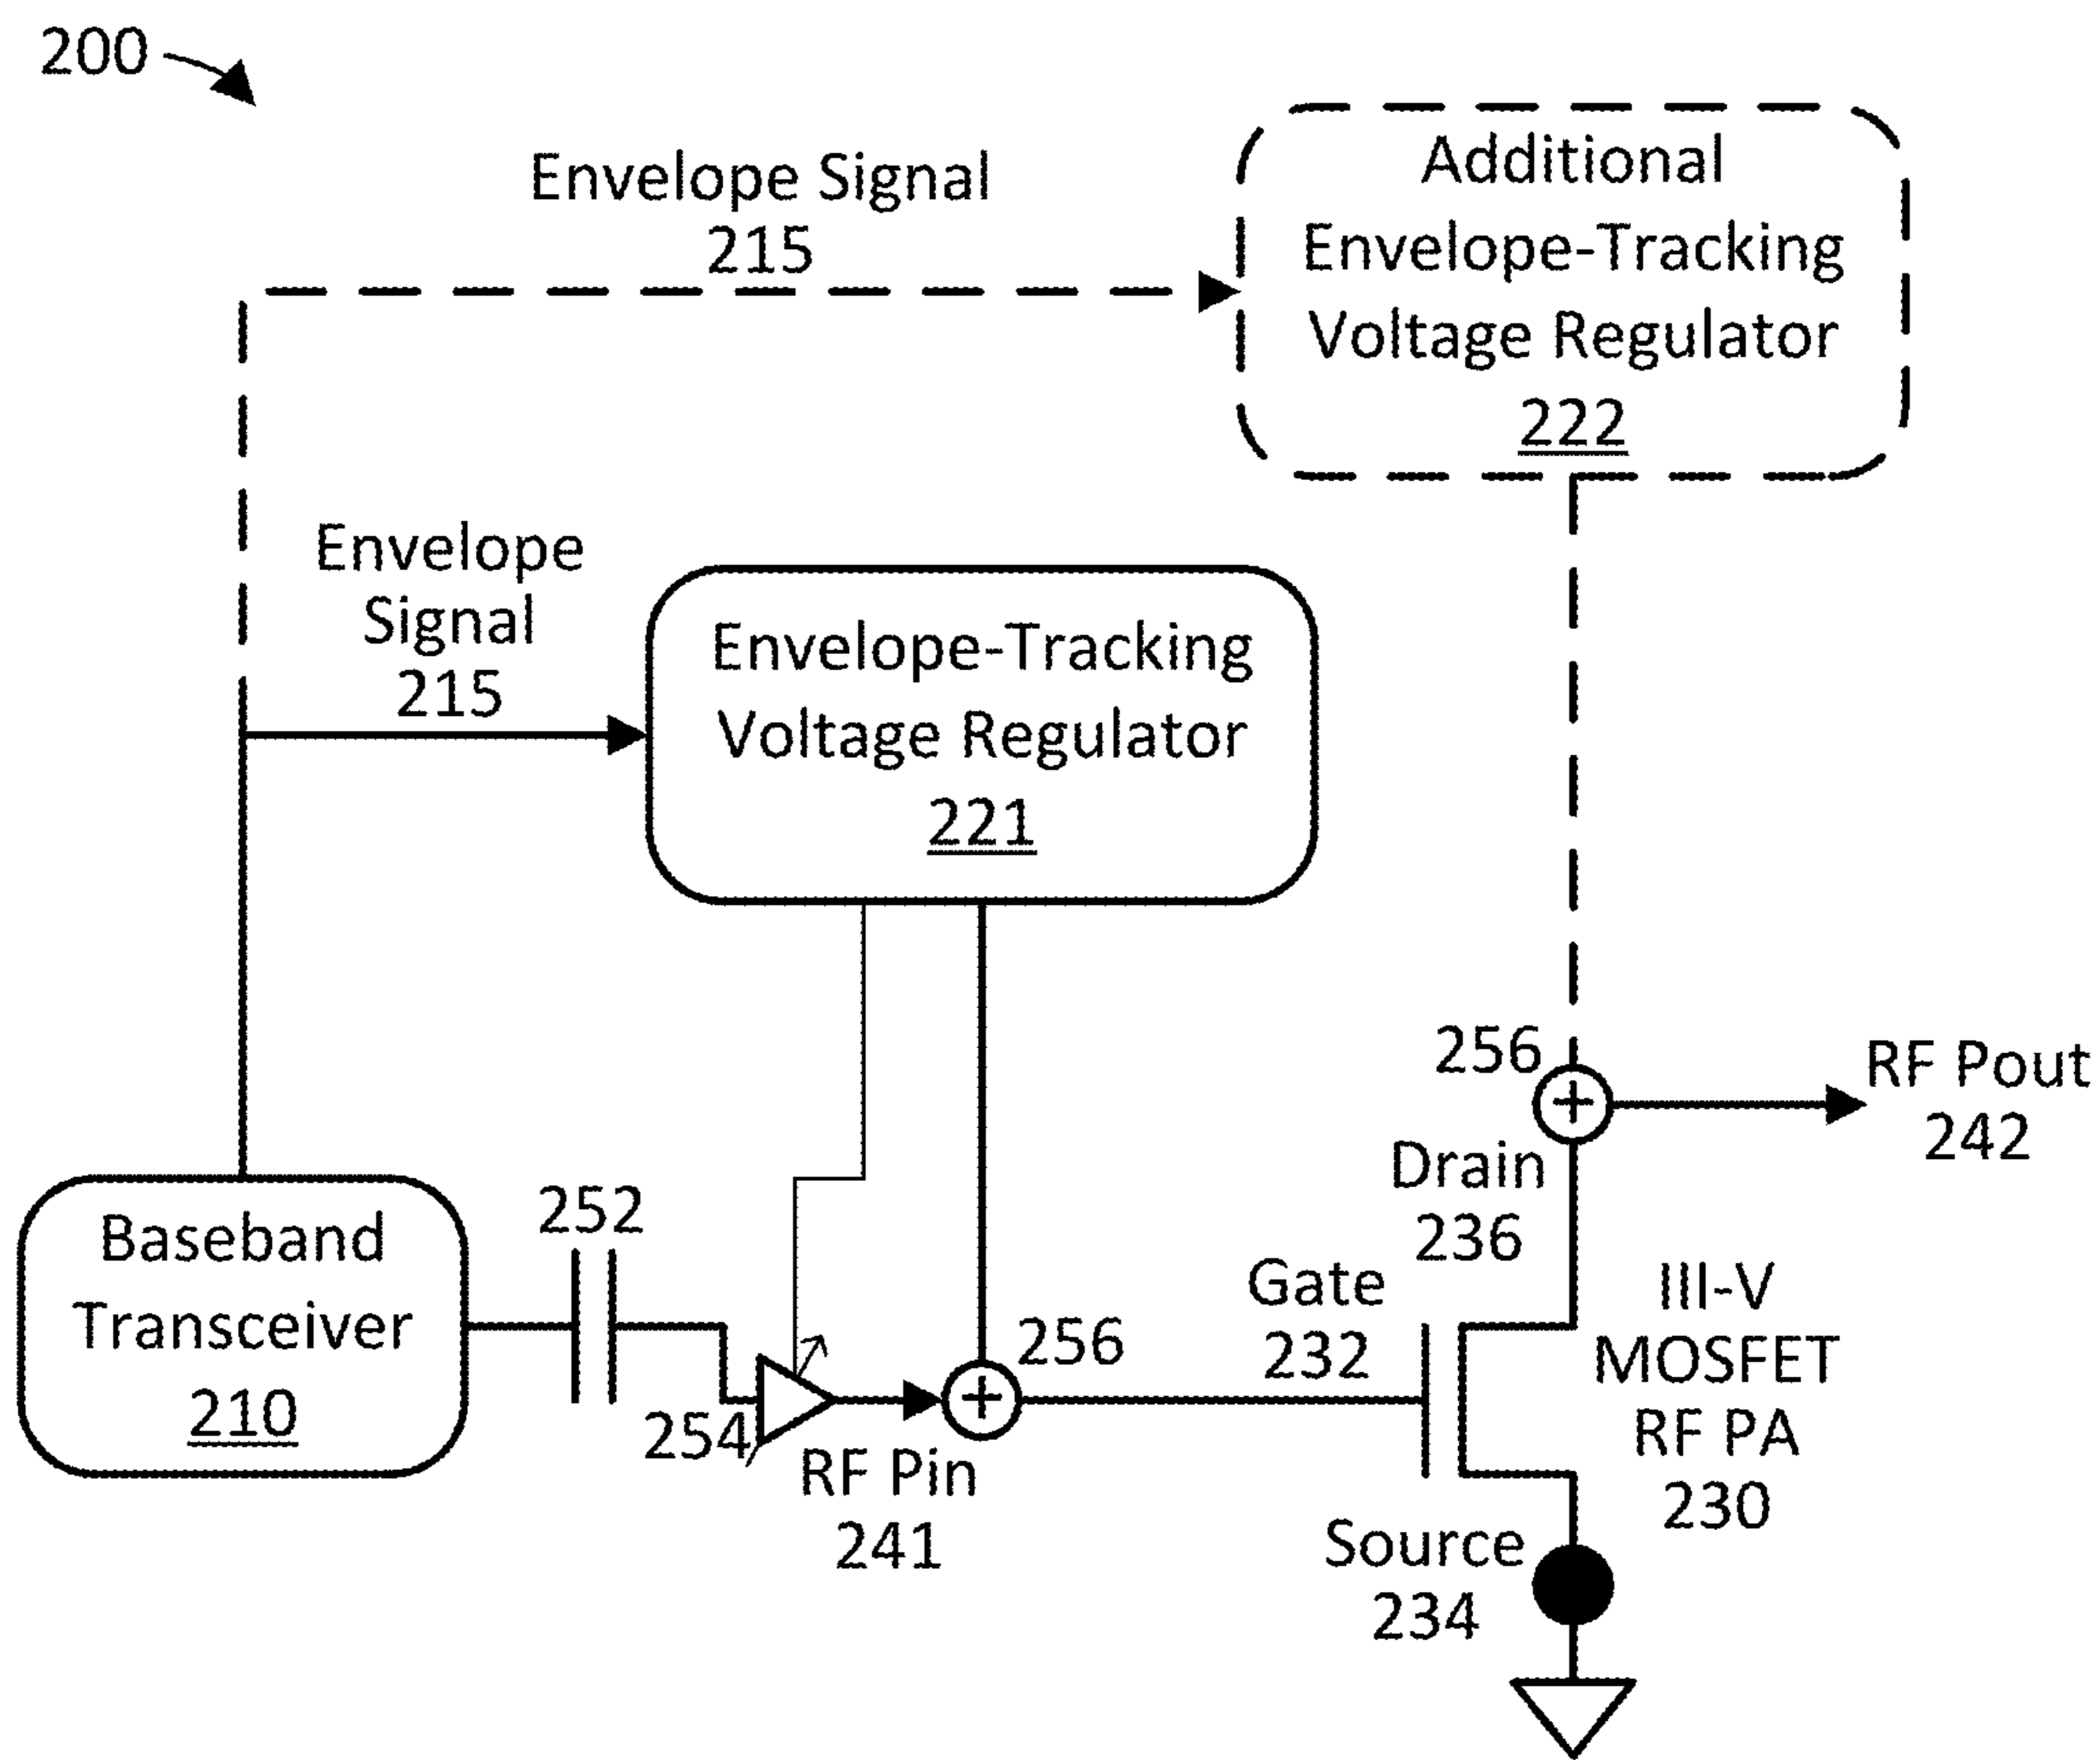 200
Envelope Signal
215
Additional
Envelope-Tracking
Voltage Regulator
222
Envelope
Signal
215
Envelope-Tracking
Voltage Regulator
221
256
RF Pout
242
Drain
236
Baseband
Transceiver
210
252
254
RF Pin
241
256
Gate
232
III-V
MOSFET
RF PA
230
Source
234